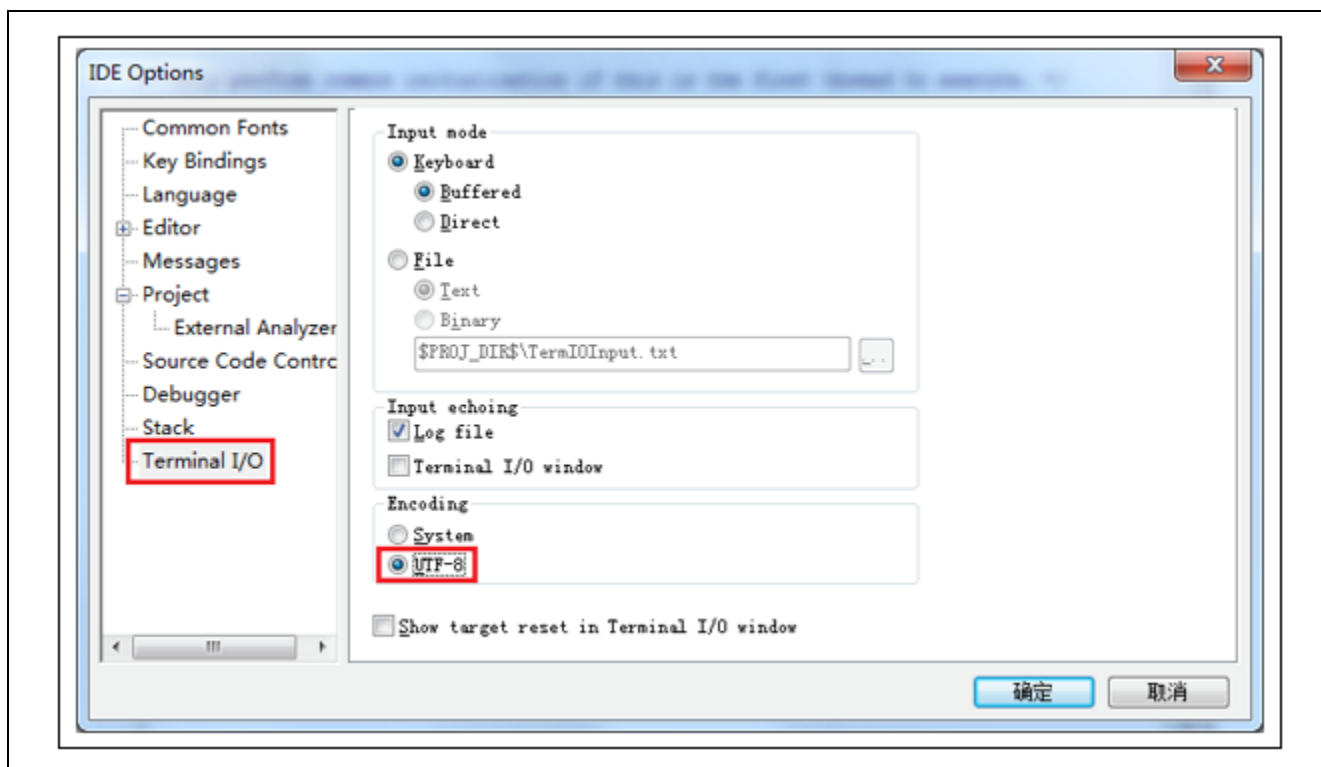 IDE Options
Common Fonts
Key Bindings
Language
Editor
Messages
Project
External Analyzer
Source Code Contrc
Debugger
Stack
Terminal I/O
Input mode
Keyboard
Buffered
Direct
File
Text
Binary
$PROJ_DIR$\TermIOInput.txt
...
Input echoing
Log file
Terminal I/O window
Encoding
System
UTF-8
Show target reset in Terminal I/O window
确定
取消